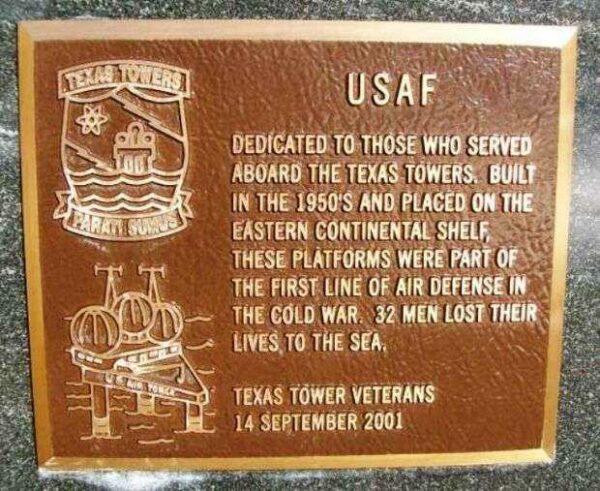 TEXAS TOWERS
PARATI SUMUS
U S AIR FORCE
USAF
DEDICATED TO THOSE WHO SERVED
ABOARD THE TEXAS TOWERS. BUILT
IN THE 1950'S AND PLACED ON THE
EASTERN CONTINENTAL SHELF,
THESE PLATFORMS WERE PART OF
THE FIRST LINE OF AIR DEFENSE IN
THE COLD WAR. 32 MEN LOST THEIR
LIVES TO THE SEA.
TEXAS TOWER VETERANS
14 SEPTEMBER 2001